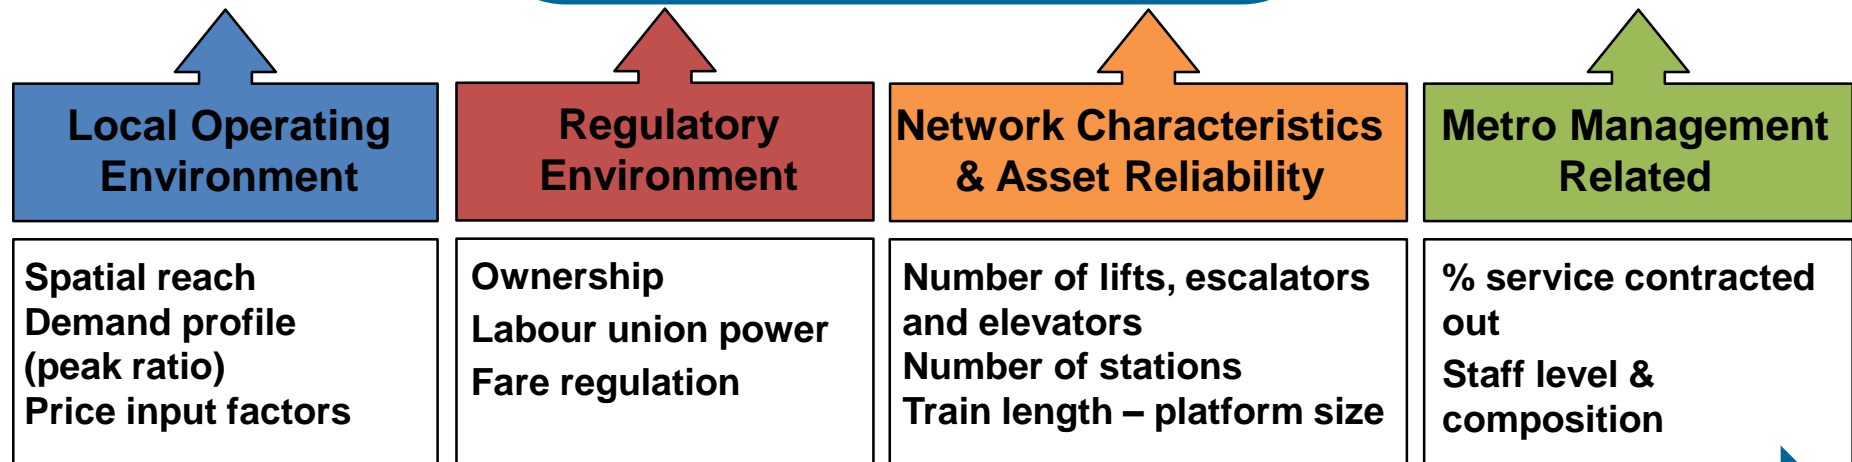 Local Operating
Environment
Regulatory
Environment
Network Characteristics
& Asset Reliability
Metro Management
Related
Spatial reach
Demand profile
(peak ratio)
Price input factors
Ownership
Labour union power
Fare regulation
Number of lifts, escalators
and elevators
Number of stations
Train length – platform size
% service contracted
out
Staff level &
composition